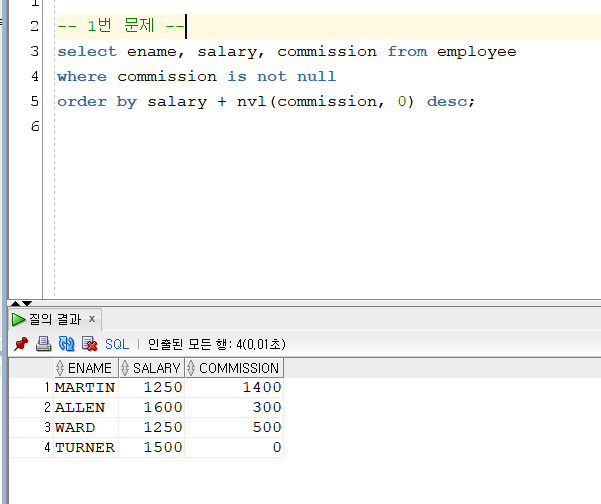 1
2
-- 1번 문제 --
3
select ename, salary, commission from employee
4
where commission is not null
5
order by salary + nvl(commission, 0) desc;
6
질의 결과 x
SQL | 인출된 모든 행: 4(0,01초)
ENAME SALARY COMMISSION
1 MARTIN 1250 1400
2 ALLEN 1600 300
3 WARD 1250 500
4 TURNER 1500 0